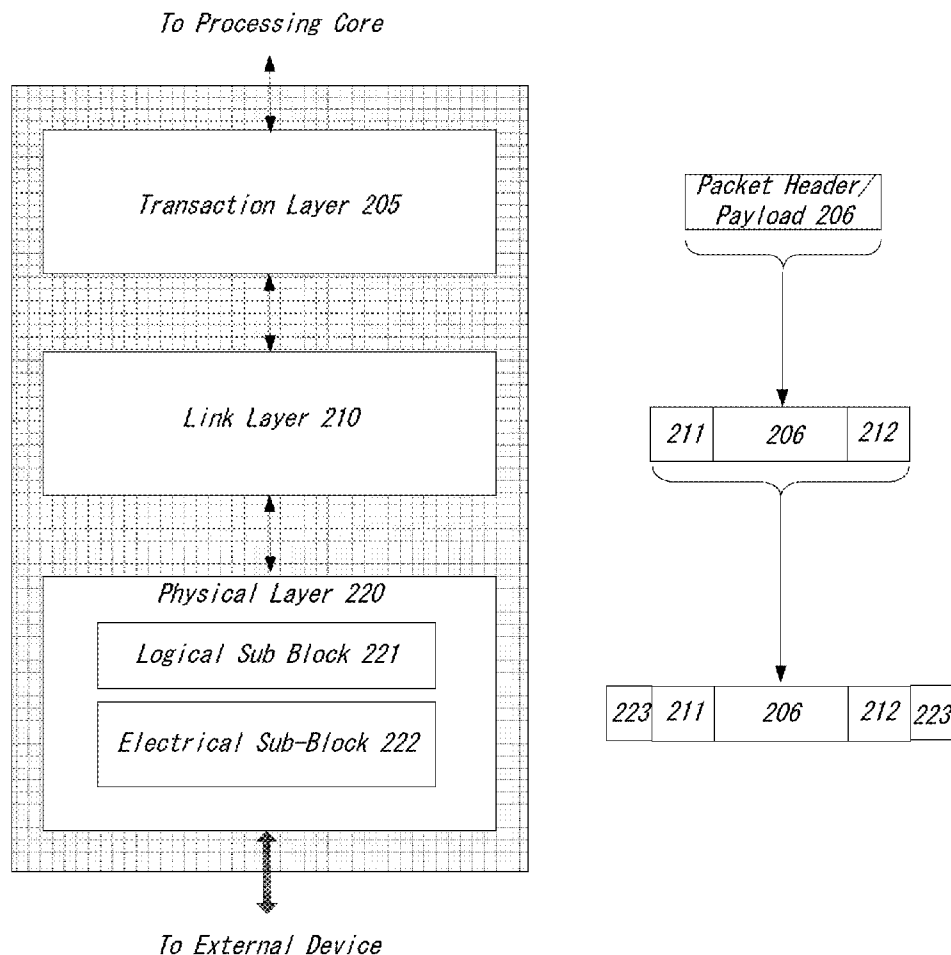 To Processing Core
Transaction Layer 205
Link Layer 210
Physical Layer 220
Logical Sub Block 221
Electrical Sub-Block 222
To External Device
Packet Header/
Payload 206
211 206 212
223 211 206 212 223